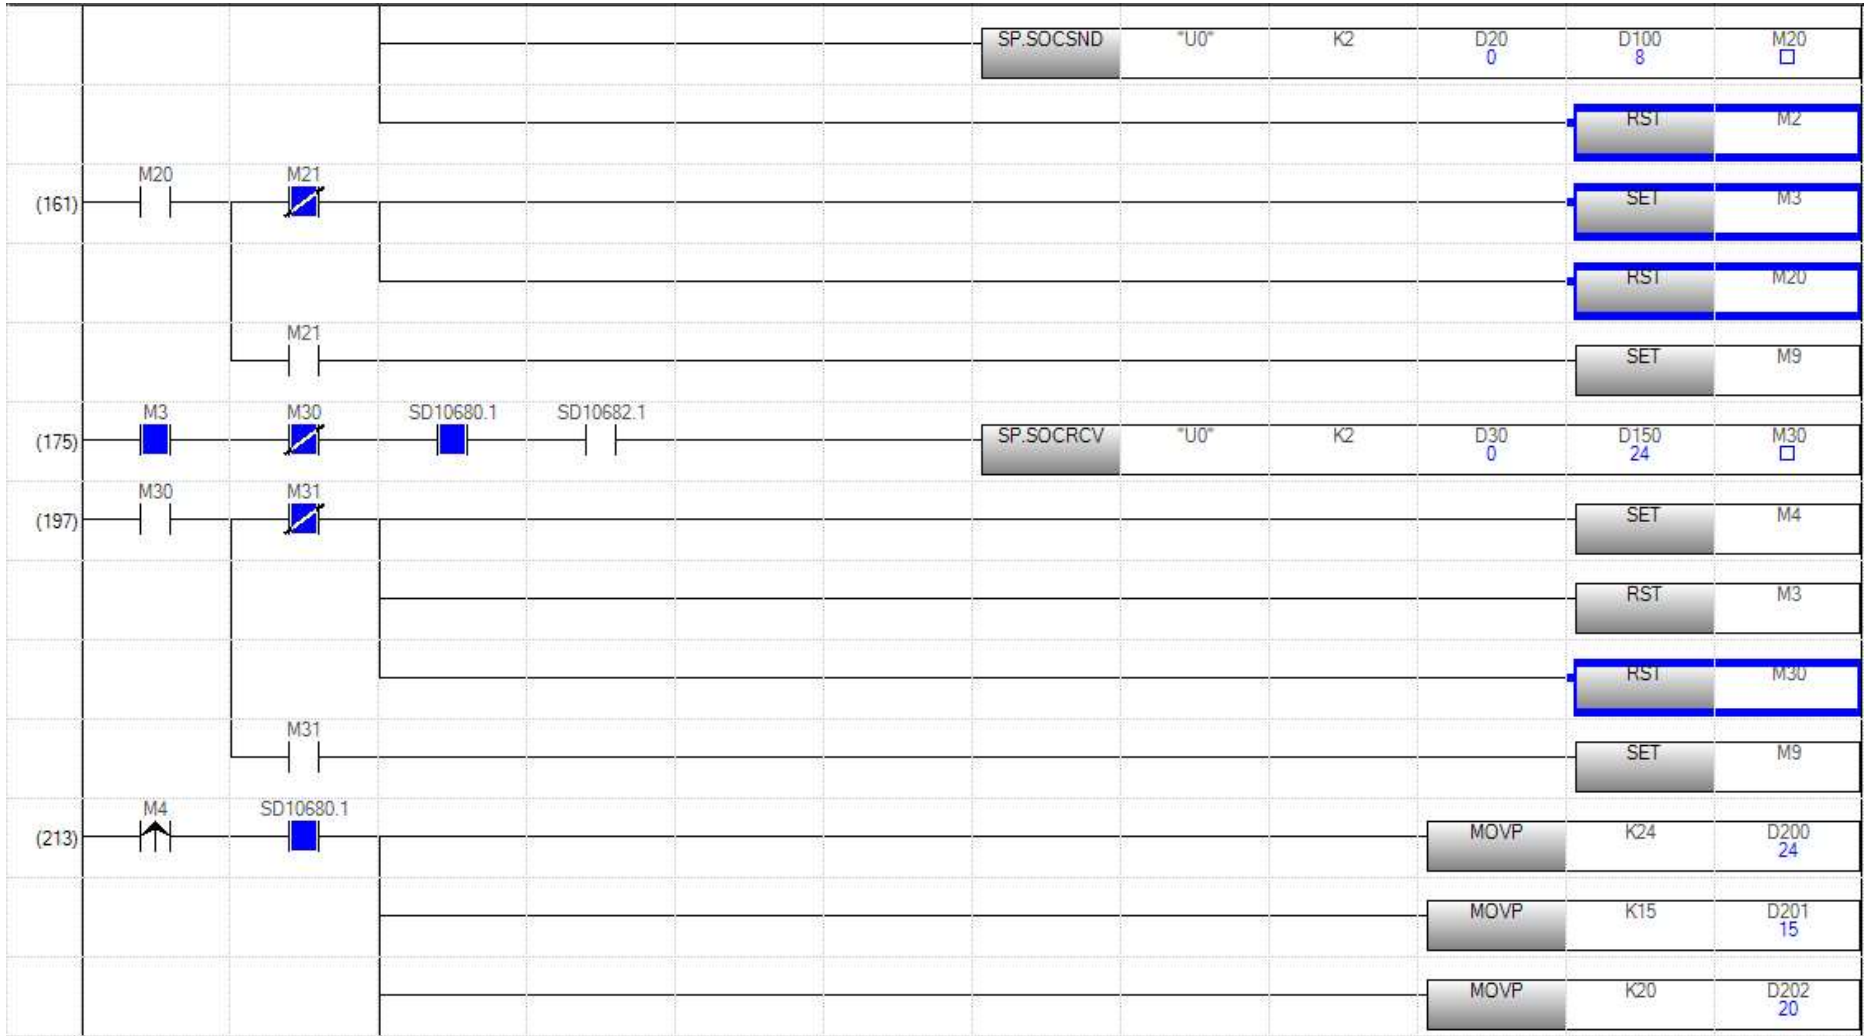 SP.SOCSND "U0" K2 D20 D100 M20
0 8
RST M2
M20 M21
(161) SET M3
RST M20
M21
SET M9
M3 M30 SD10680.1 SD10682.1
(175) SP.SOCRCV "U0" K2 D30 D150 M30
0 24
M30 M31
(197) SET M4
RST M3
RST M30
M31
SET M9
M4 SD10680.1
(213) MOVP K24 D200
24
MOVP K15 D201
15
MOVP K20 D202
20